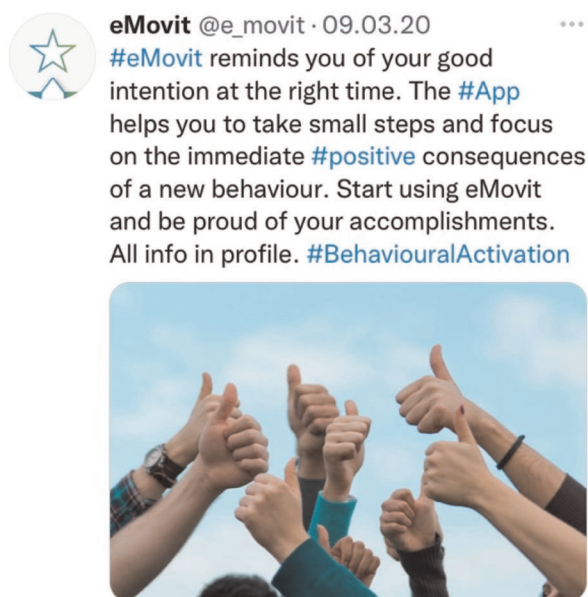 eMovit @e_movit · 09.03.20
#eMovit reminds you of your good
intention at the right time. The #App
helps you to take small steps and focus
on the immediate #positive consequences
of a new behaviour. Start using eMovit
and be proud of your accomplishments.
All info in profile. #BehaviouralActivation